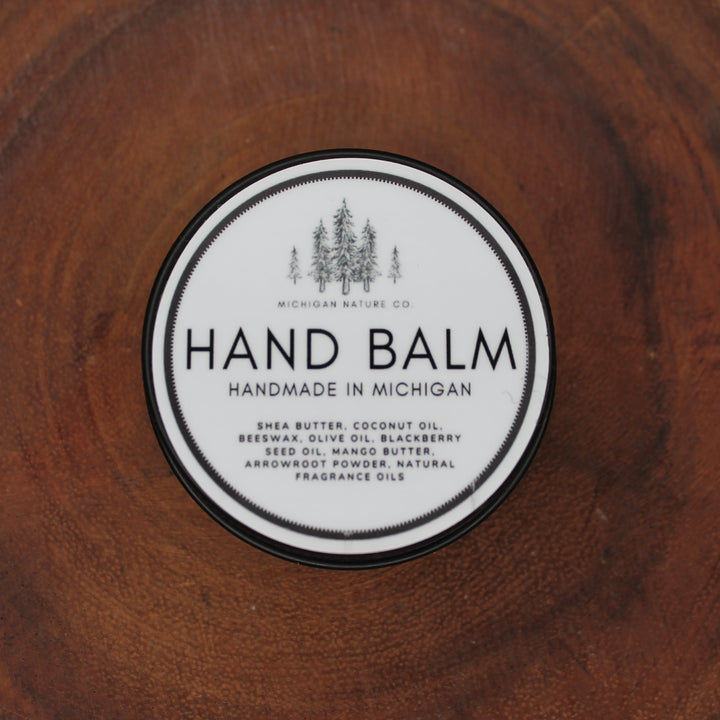 MICHIGAN NATURE CO.
HAND BALM
HANDMADE IN MICHIGAN
SHEA BUTTER, COCONUT OIL,
BEESWAX, OLIVE OIL, BLACKBERRY
SEED OIL, MANGO BUTTER,
ARROWROOT POWDER, NATURAL
FRAGRANCE OILS